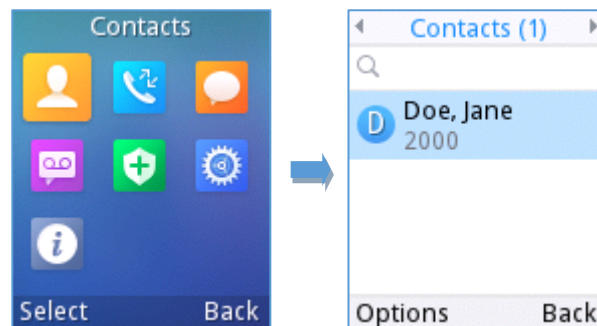 Contacts
Select Back
Contacts (1)
Doe, Jane
D
2000
Options Back